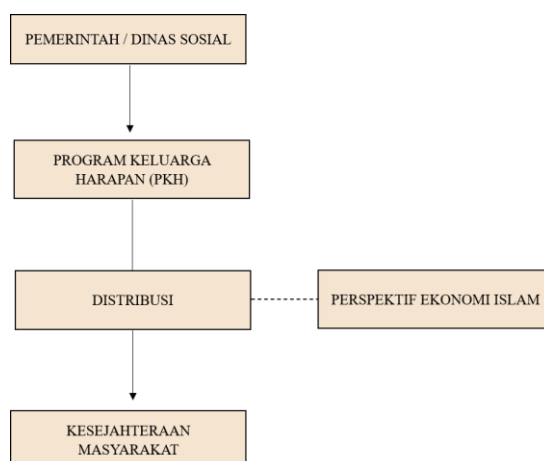 PEMERINTAH / DINAS SOSIAL
PROGRAM KELUARGA
HARAPAN (PKH)
DISTRIBUSI
PERSPEKTIF EKONOMI ISLAM
KESEJAHTERAAN
MASYARAKAT